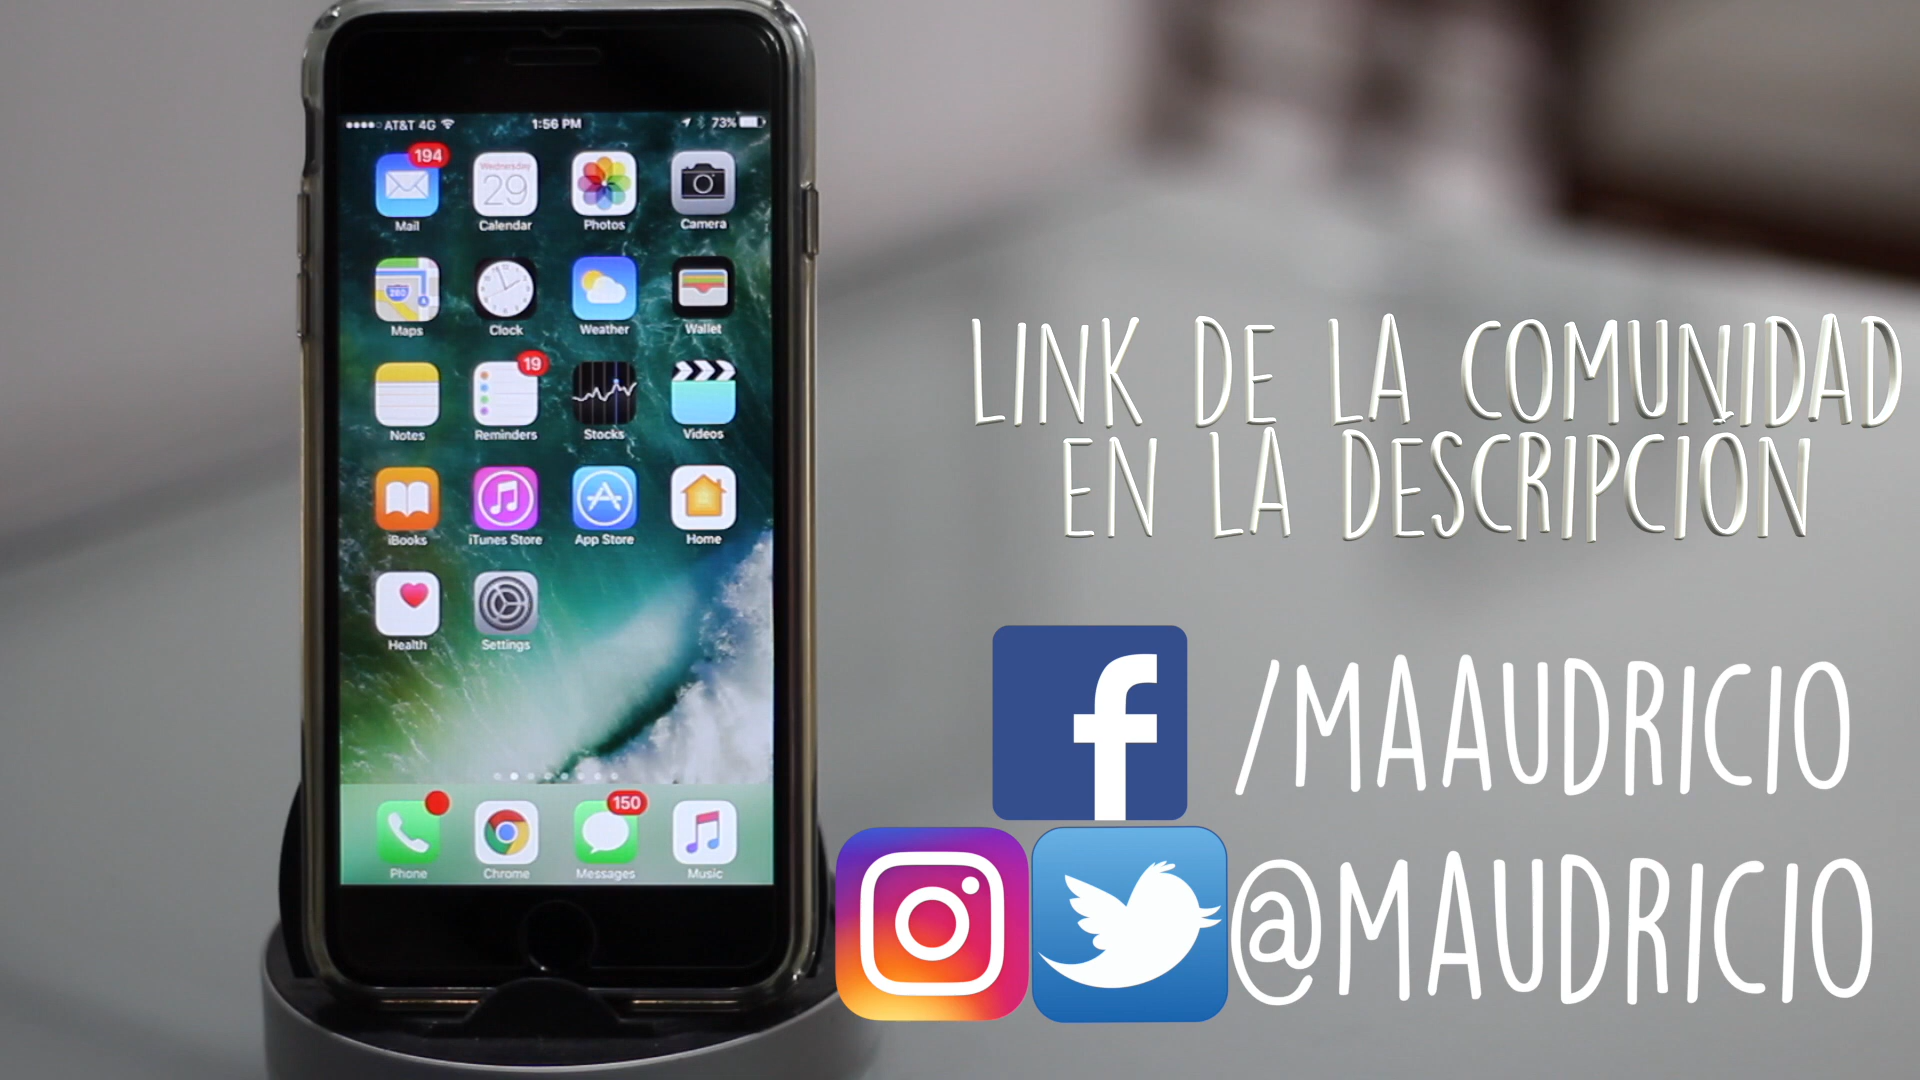 AT&T 4G 1:56 PM 73%
194
Wednesday
29
Mail Calendar Photos Camera
280
Maps Clock Weather Wallet
19
Notes Reminders Stocks Videos
iBooks iTunes Store App Store Home
Health Settings
150
Phone Chrome Messages Music
LINK DE LA COMUNIDAD
EN LA DESCRIPCIÓN
f /MAAUDRICIO
@MAUDRICIO